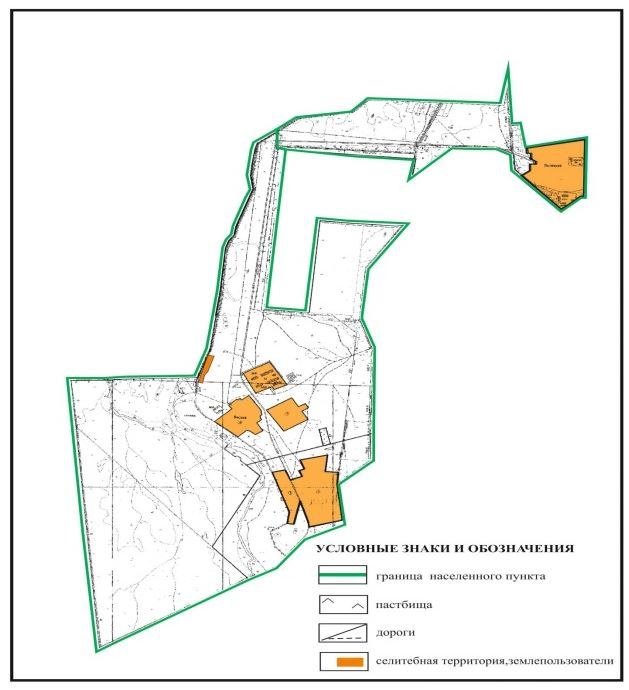 УСЛОВНЫЕ ЗНАКИ И ОБОЗНАЧЕНИЯ
граница населенного пункта
пастбища
дороги
селитебная территория,землепользователи